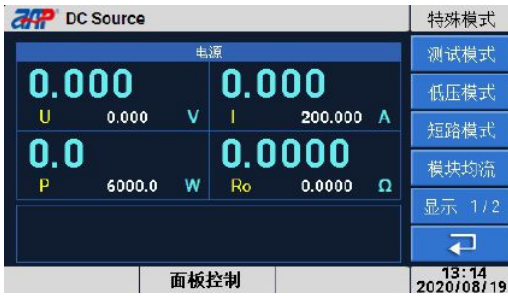 AAP DC Source
特殊模式
电源
测试模式
0.000 0.000
低压模式
U 0.000 V I 200.000 A
短路模式
0.0 0.0000
模块均流
P 6000.0 W Ro 0.0000 Ω
显示 1/2
面板控制
13:14
2020/08/19